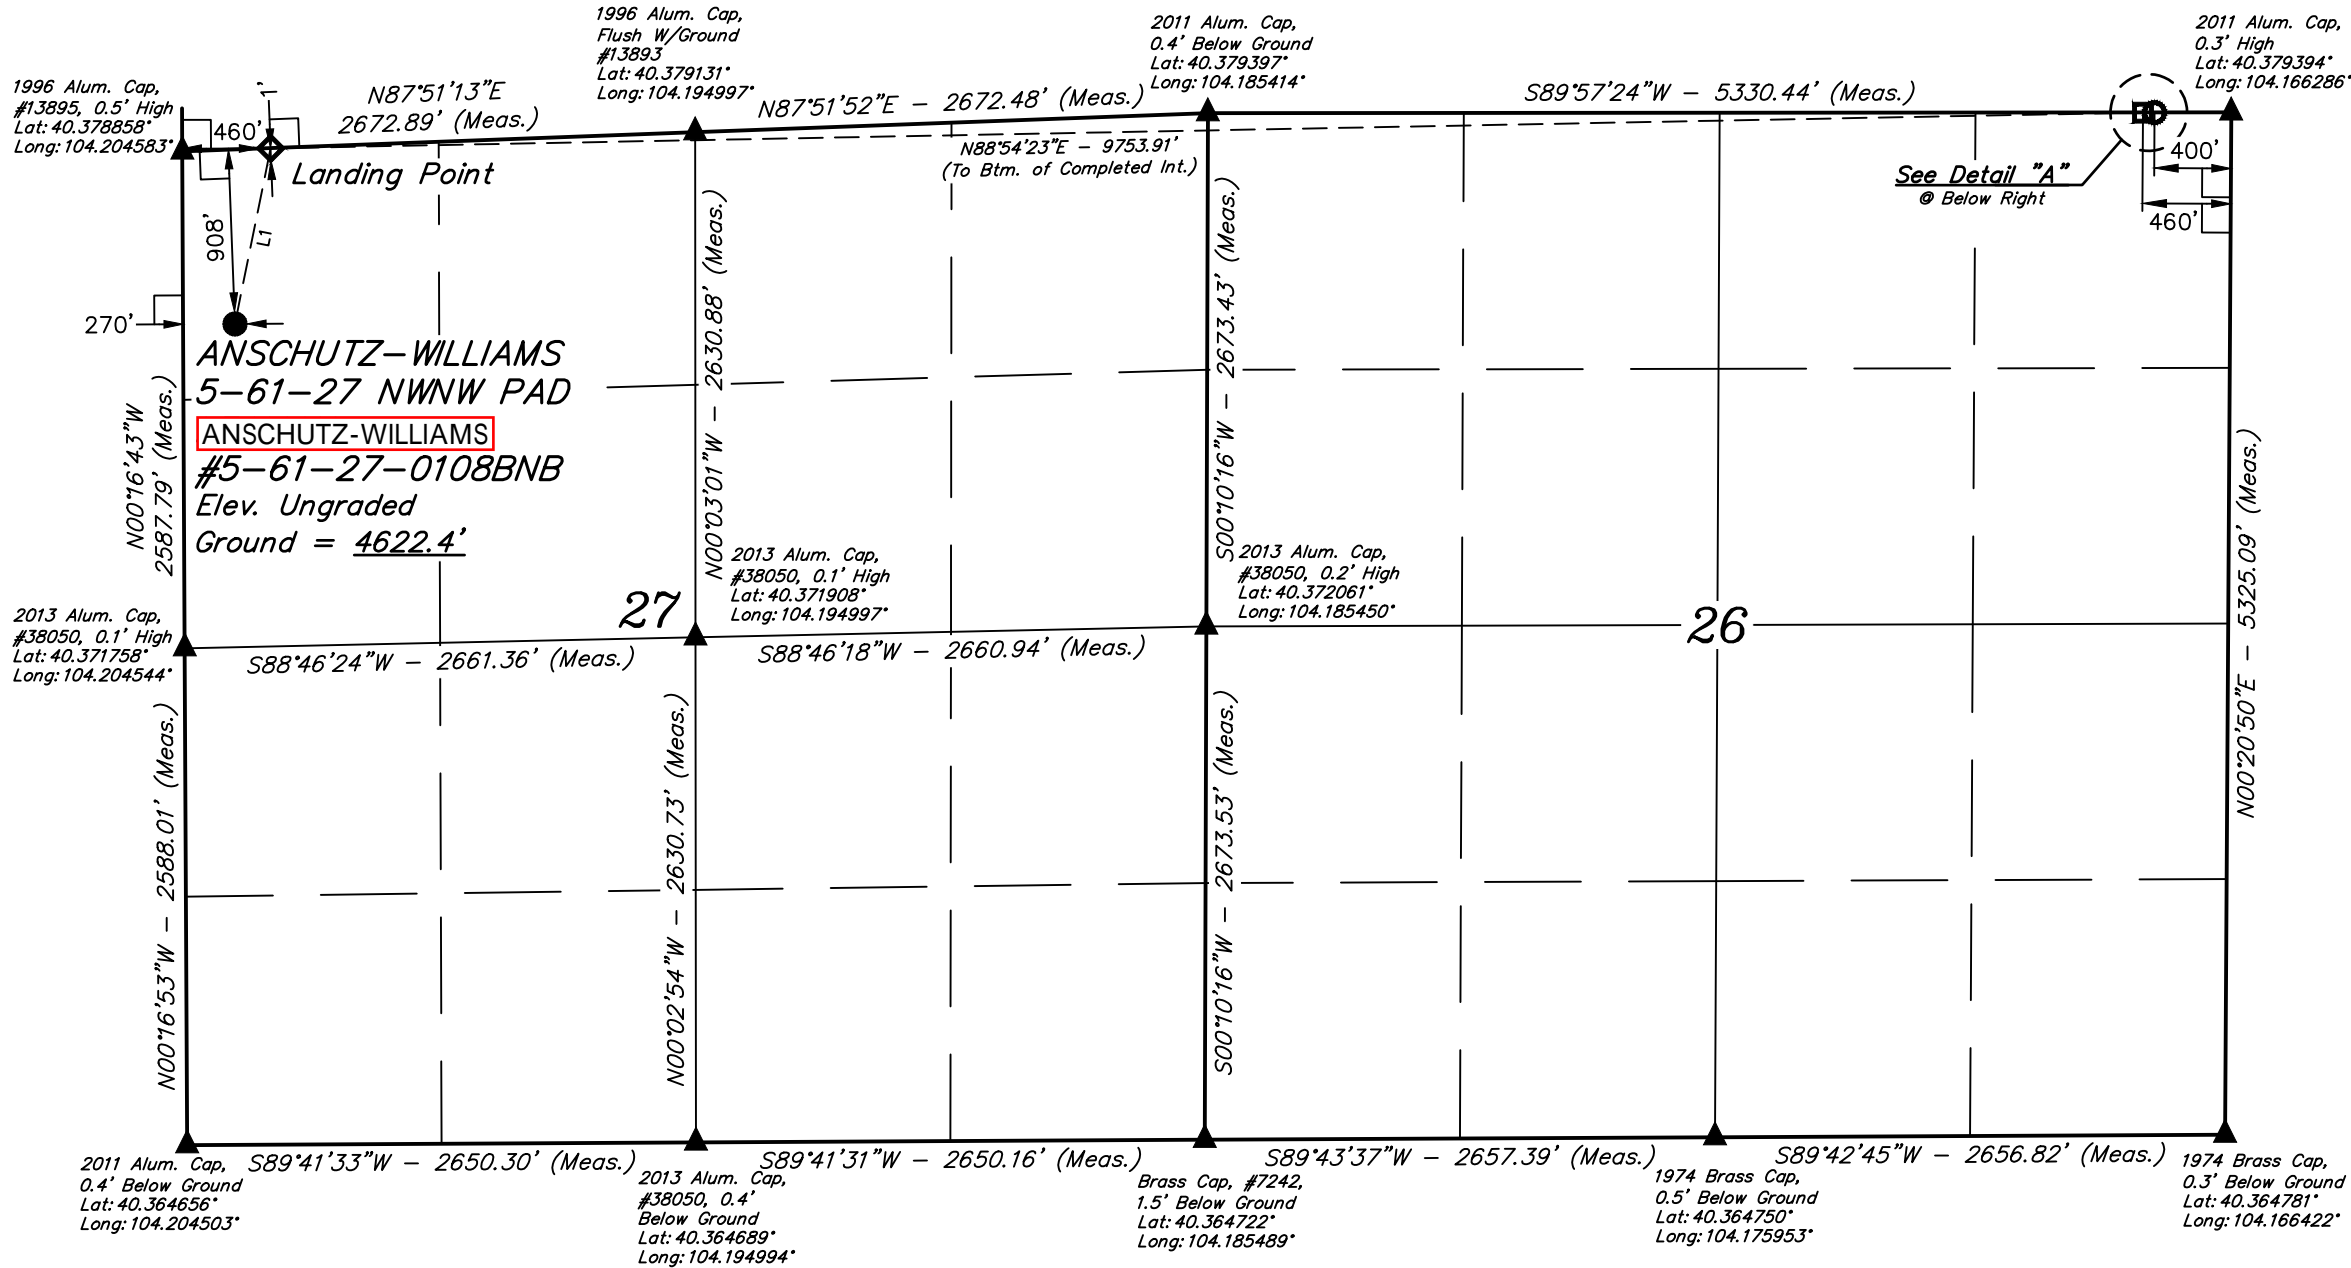 1996 Alum. Cap,
#13895, 0.5' High
Lat: 40.378858°
Long: 104.204583°
1'
460'
N87°51'13"E
2672.89' (Meas.)
1996 Alum. Cap,
Flush W/Ground
#13893
Lat: 40.379131°
Long: 104.194997°
N87°51'52"E - 2672.48' (Meas.)
2011 Alum. Cap,
0.4' Below Ground
Lat: 40.379397°
Long: 104.185414°
S89°57'24"W - 5330.44' (Meas.)
2011 Alum. Cap,
0.3' High
Lat: 40.379394°
Long: 104.166286°
N88°54'23"E - 9753.91'
(To Btm. of Completed Int.)
Landing Point
See Detail "A"
@ Below Right
400'
460'
908'
L1
270'
ANSCHUTZ-WILLIAMS
5-61-27 NWNW PAD
ANSCHUTZ-WILLIAMS
#5-61-27-0108BNB
Elev. Ungraded
Ground = 4622.4'
N00°16'43"W
2587.79' (Meas.)
N00°03'01"W - 2630.88' (Meas.)
S00°10'16"W - 2673.43' (Meas.)
N00°20'50"E - 5325.09' (Meas.)
2013 Alum. Cap,
#38050, 0.1' High
Lat: 40.371758°
Long: 104.204544°
27
2013 Alum. Cap,
#38050, 0.1' High
Lat: 40.371908°
Long: 104.194997°
2013 Alum. Cap,
#38050, 0.2' High
Lat: 40.372061°
Long: 104.185450°
26
S88°46'24"W - 2661.36' (Meas.)
S88°46'18"W - 2660.94' (Meas.)
N00°16'53"W - 2588.01' (Meas.)
N00°02'54"W - 2630.73' (Meas.)
S00°10'16"W - 2673.53' (Meas.)
S89°41'33"W - 2650.30' (Meas.)
S89°41'31"W - 2650.16' (Meas.)
S89°43'37"W - 2657.39' (Meas.)
S89°42'45"W - 2656.82' (Meas.)
2011 Alum. Cap,
0.4' Below Ground
Lat: 40.364656°
Long: 104.204503°
2013 Alum. Cap,
#38050, 0.4'
Below Ground
Lat: 40.364689°
Long: 104.194994°
Brass Cap, #7242,
1.5' Below Ground
Lat: 40.364722°
Long: 104.185489°
1974 Brass Cap,
0.5' Below Ground
Lat: 40.364750°
Long: 104.175953°
1974 Brass Cap,
0.3' Below Ground
Lat: 40.364781°
Long: 104.166422°